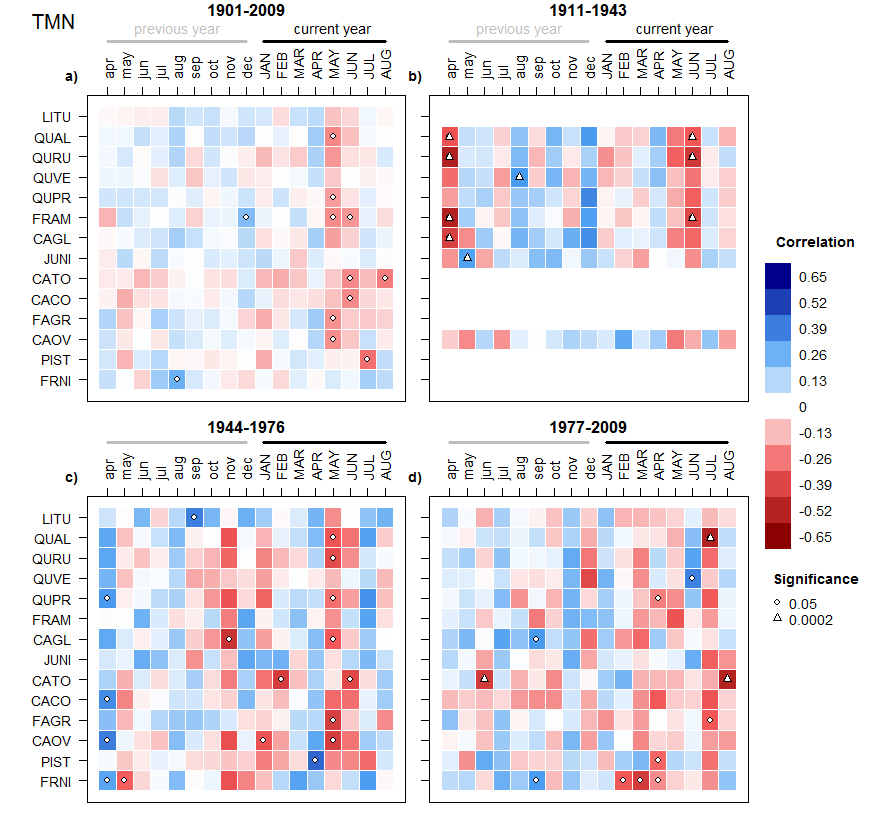 TMN
1901-2009
1911-1943
previous year current year
previous year current year
a)
apr may jun jul aug sep oct nov dec JAN FEB MAR APR MAY JUN JUL AUG
b)
apr may jun jul aug sep oct nov dec JAN FEB MAR APR MAY JUN JUL AUG
LITU
QUAL
QURU
QUVE
QUPR
FRAM
CAGL
JUNI
CATO
CACO
FAGR
CAOV
PIST
FRNI
Correlation
0.65
0.52
0.39
0.26
0.13
0
-0.13
-0.26
-0.39
-0.52
-0.65
Significance
0.05
0.0002
1944-1976
1977-2009
c)
apr may jun jul aug sep oct nov dec JAN FEB MAR APR MAY JUN JUL AUG
d)
apr may jun jul aug sep oct nov dec JAN FEB MAR APR MAY JUN JUL AUG
LITU
QUAL
QURU
QUVE
QUPR
FRAM
CAGL
JUNI
CATO
CACO
FAGR
CAOV
PIST
FRNI